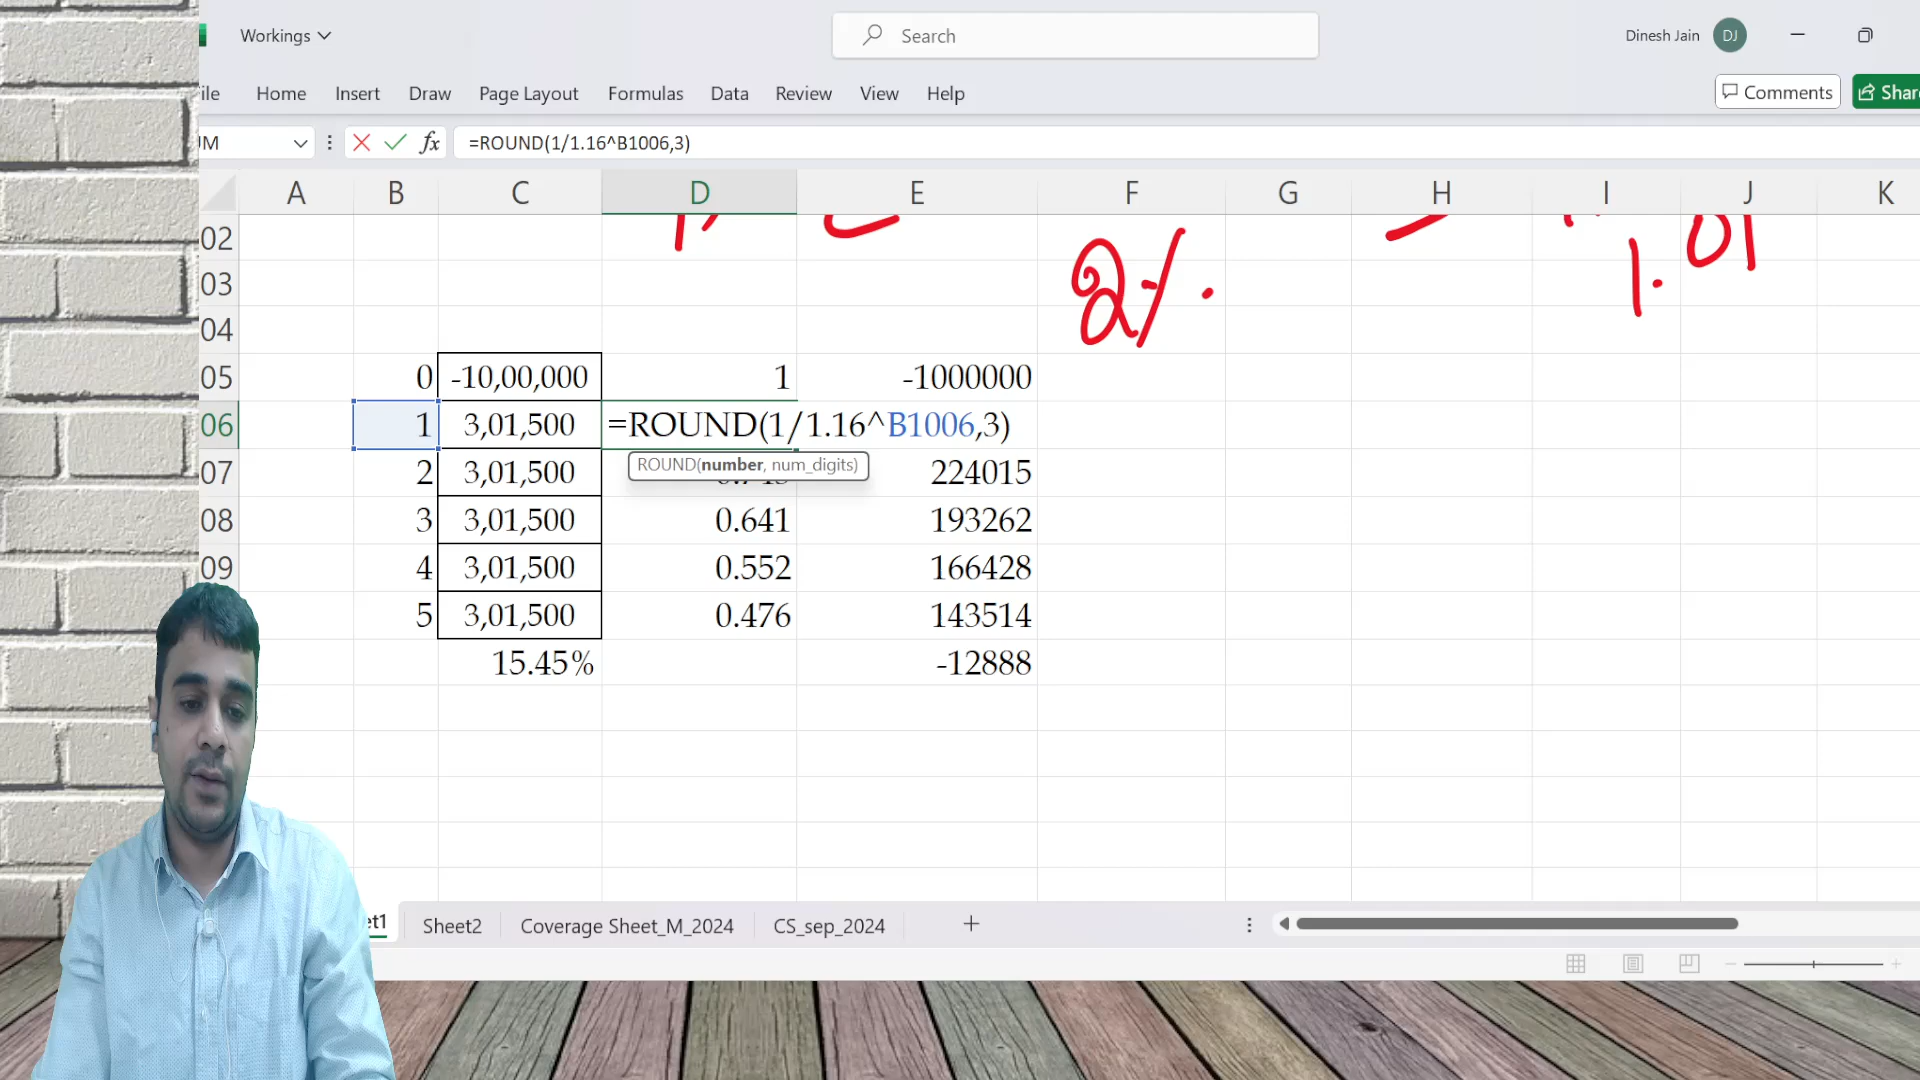 Workings
Search
Dinesh Jain DJ
ile Home Insert Draw Page Layout Formulas Data Review View Help
Comments Shar
UM
fx =ROUND(1/1.16^B1006,3)
A B C D E F G H I J K
02
03 2%. 1.01
04
05 0 -10,00,000 1 -1000000
06 1 3,01,500 =ROUND(1/1.16^B1006,3)
ROUND(number, num_digits)
07 2 3,01,500 224015
08 3 3,01,500 0.641 193262
09 4 3,01,500 0.552 166428
5 3,01,500 0.476 143514
15.45% -12888
et1 Sheet2 Coverage Sheet_M_2024 CS_sep_2024 +